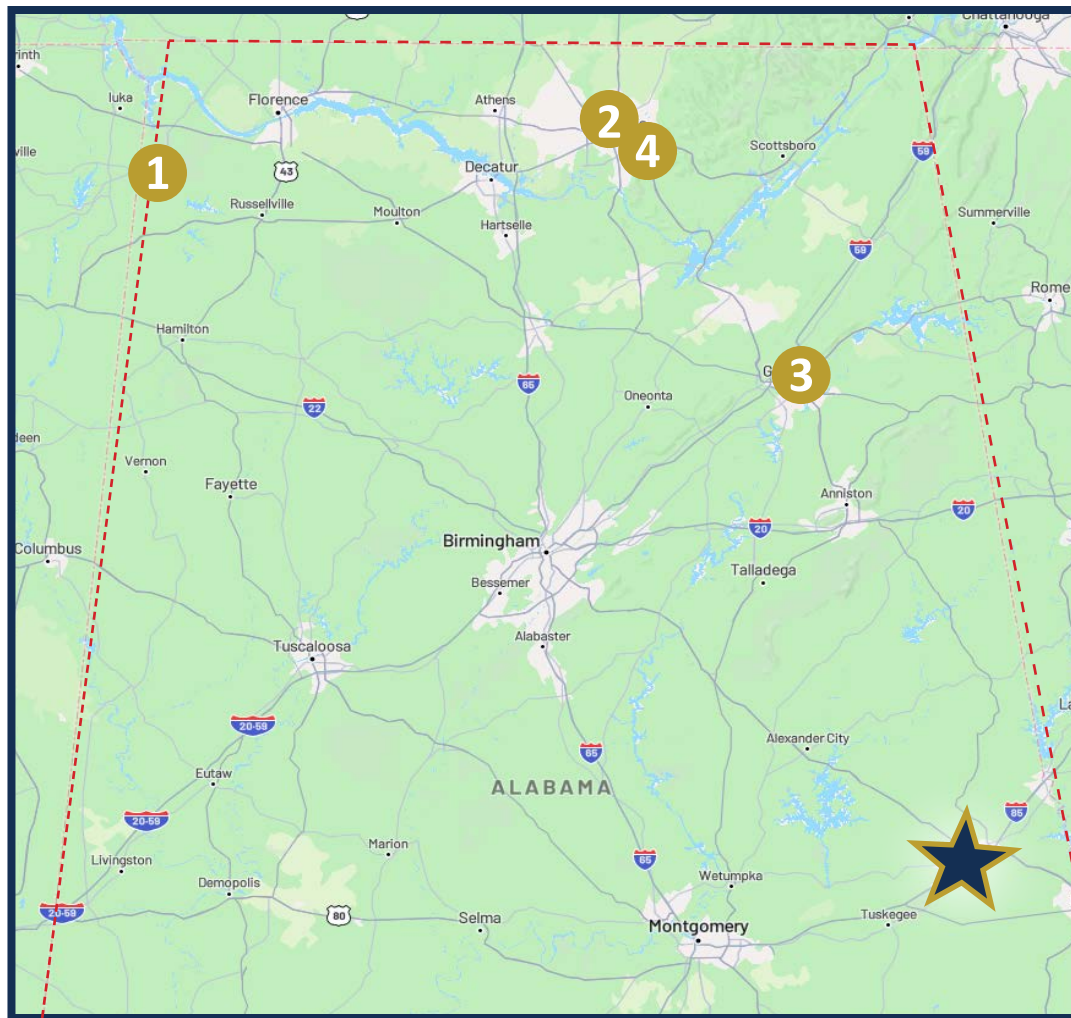 Chattanooga
rinth
Iuka
Florence
Athens
2
4
Scottsboro
59
ville
1
43
Decatur
Russellville
Moulton
Hartselle
Summerville
59
Rome
Hamilton
65
G
3
22
Oneonta
deen
Vernon
Fayette
Anniston
20
20
Columbus
Birmingham
Talladega
Bessemer
Alabaster
Tuscaloosa
La
20-59
Alexander City
65
Eutaw
ALABAMA
20-59
85
Marion
65
Livingston
Demopolis
Wetumpka
20-59
80
Selma
Tuskegee
Montgomery